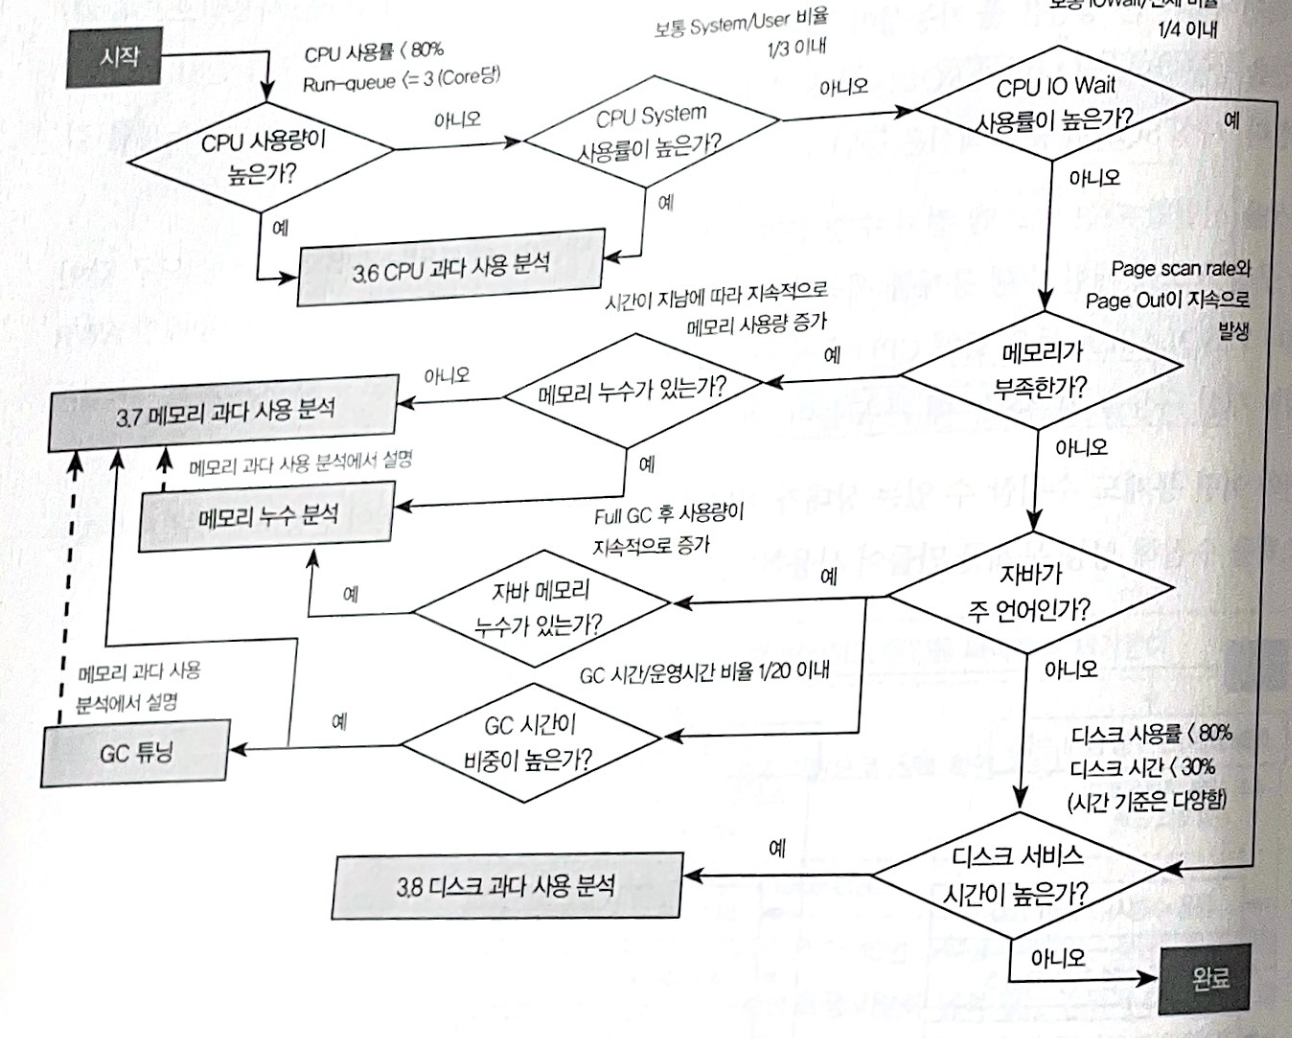 보통 IOwait/전체 비율
1/4 이내
보통 System/User 비율
1/3 이내
시작
CPU 사용률 < 80%
Run-queue <= 3 (Core당)
CPU 사용량이
높은가?
아니오
예
CPU System
사용률이 높은가?
아니오
예
CPU IO Wait
사용률이 높은가?
예
아니오
3.6 CPU 과다 사용 분석
Page scan rate와
Page Out이 지속으로
발생
시간이 지남에 따라 지속적으로
메모리 사용량 증가
메모리가
부족한가?
예
아니오
메모리 누수가 있는가?
아니오
예
3.7 메모리 과다 사용 분석
메모리 과다 사용 분석에서 설명
메모리 누수 분석
Full GC 후 사용량이
지속적으로 증가
자바가
주 언어인가?
예
아니오
자바 메모리
누수가 있는가?
예
GC 시간/운영시간 비율 1/20 이내
메모리 과다 사용
분석에서 설명
GC 시간이
비중이 높은가?
예
GC 튜닝
디스크 사용률 < 80%
디스크 시간 < 30%
(시간 기준은 다양함)
디스크 서비스
시간이 높은가?
예
아니오
3.8 디스크 과다 사용 분석
완료